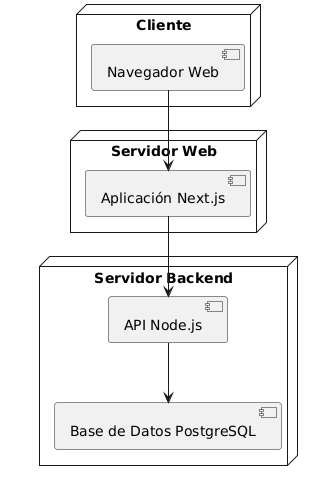 Cliente
Navegador Web
Servidor Web
Aplicación Next.js
Servidor Backend
API Node.js
Base de Datos PostgreSQL